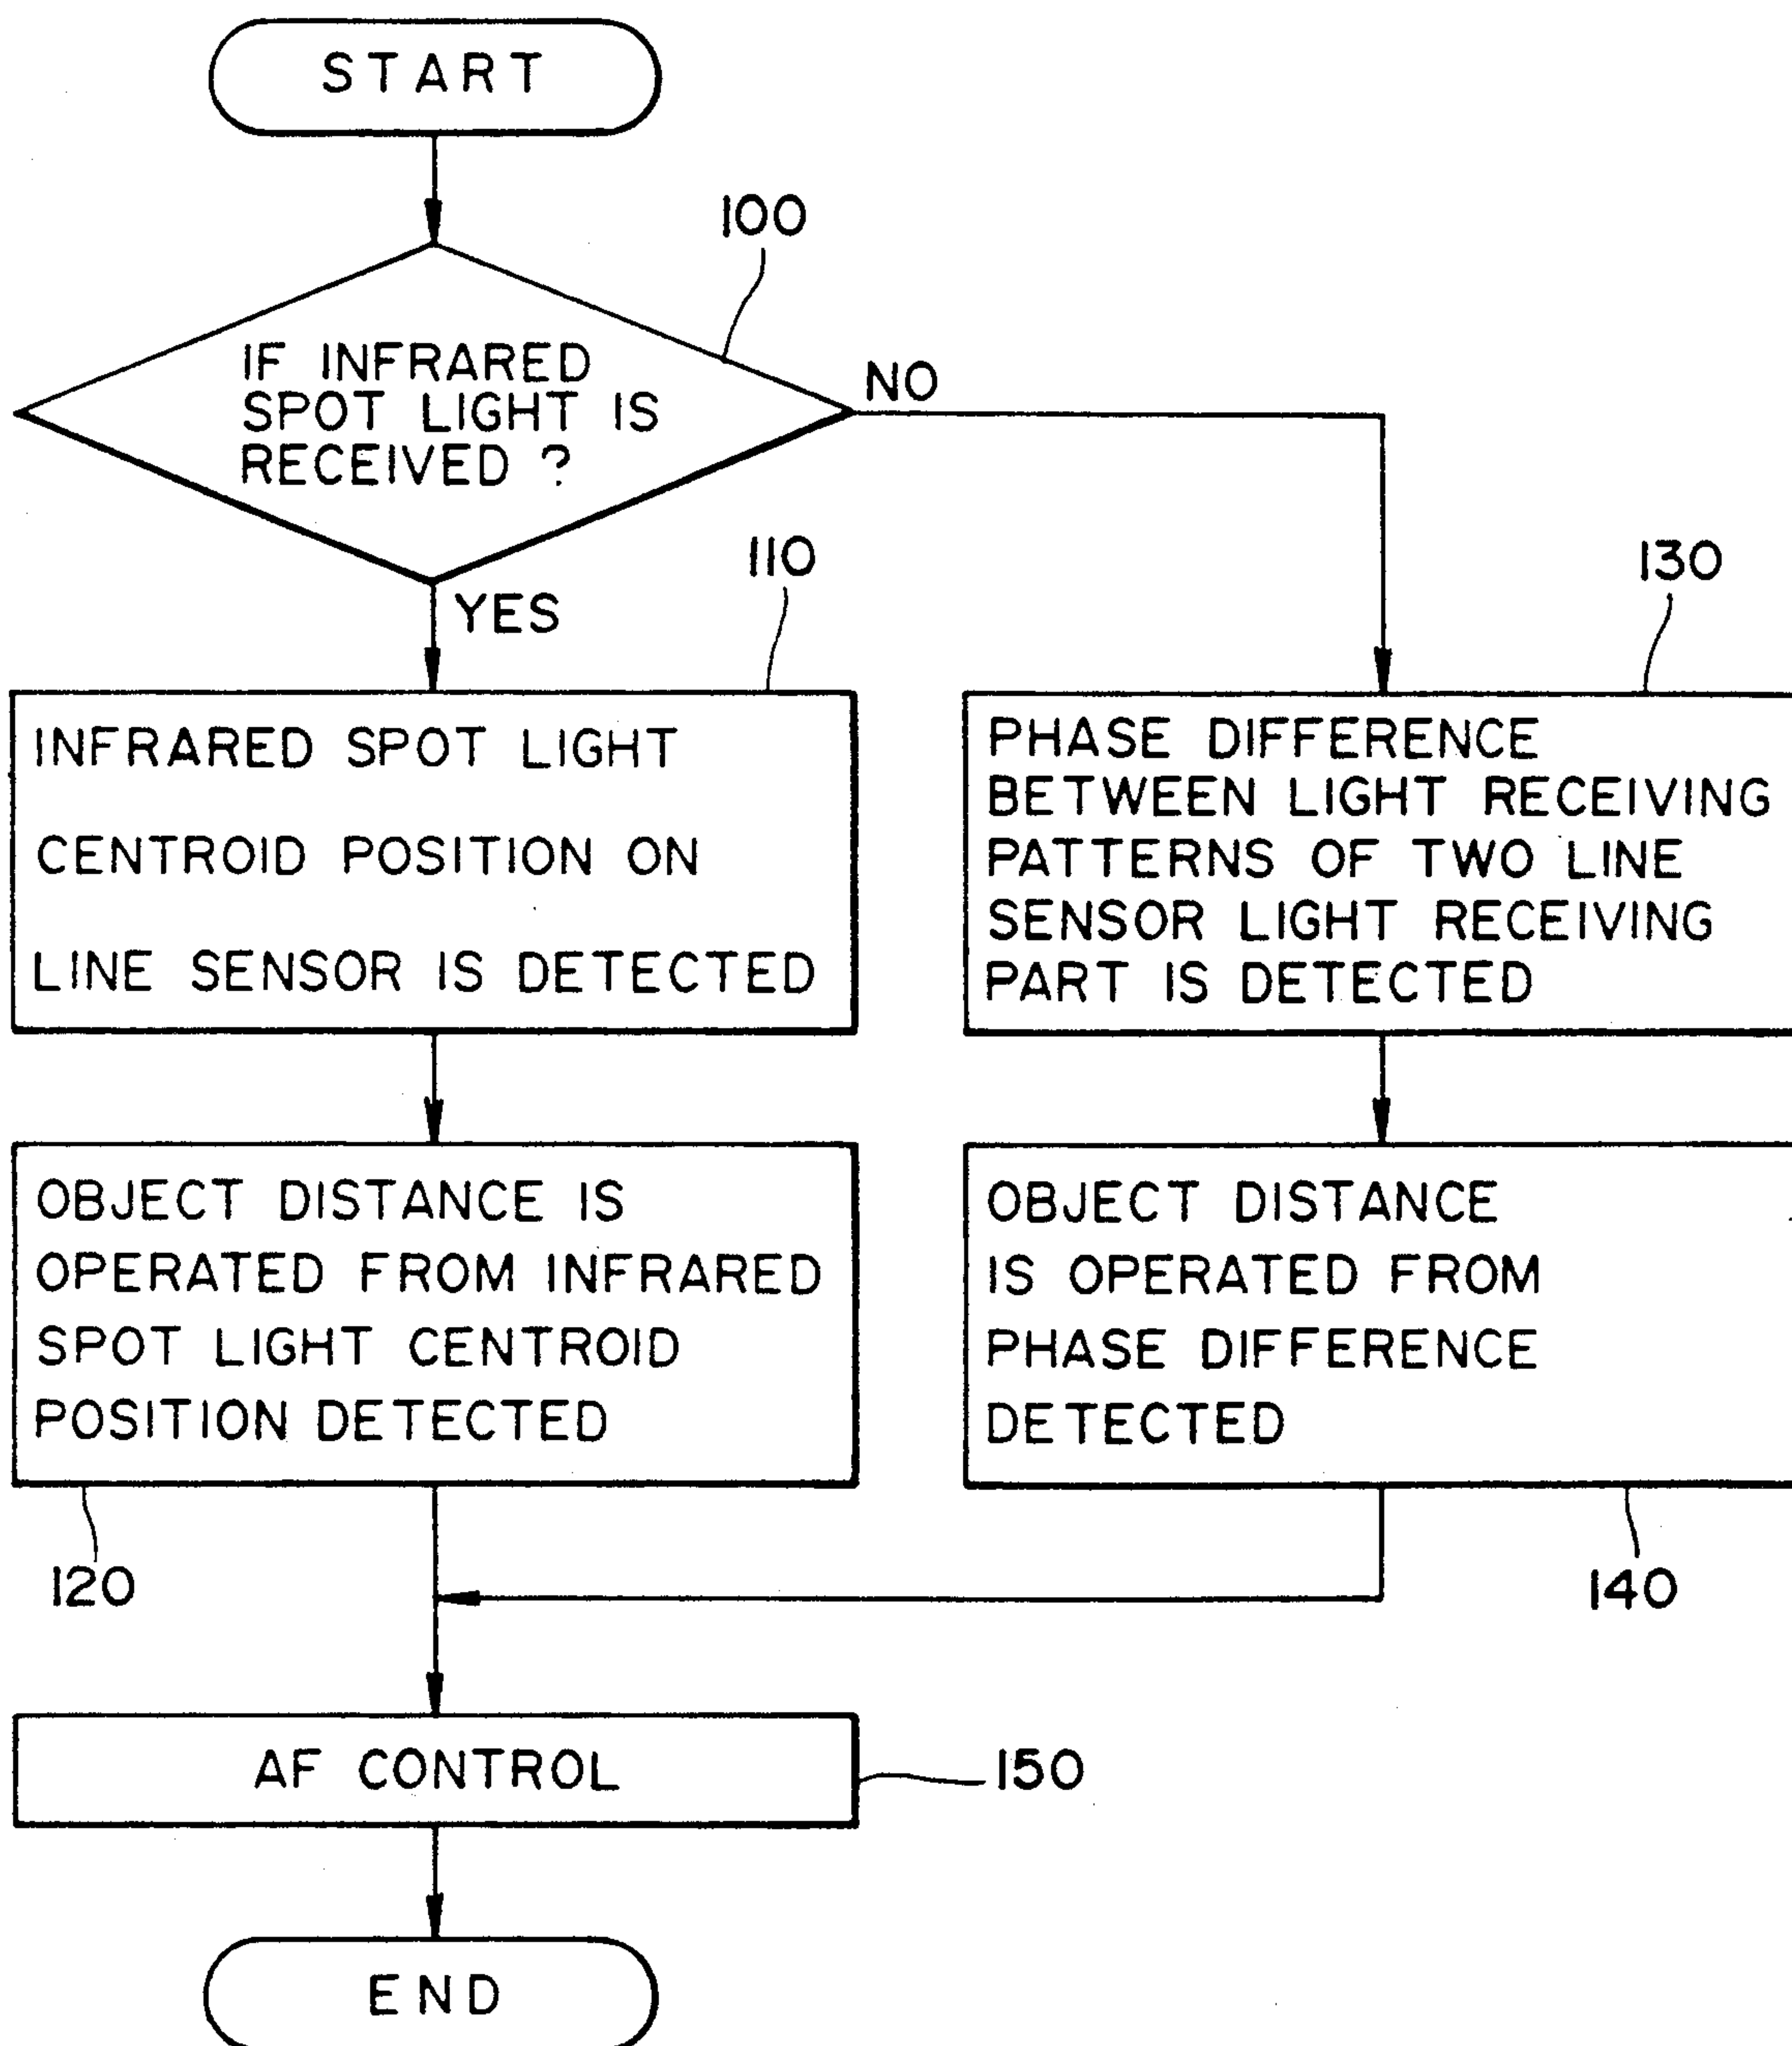 START
100
IF INFRARED
SPOT LIGHT IS
RECEIVED ?
NO
YES
110
INFRARED SPOT LIGHT
CENTROID POSITION ON
LINE SENSOR IS DETECTED
130
PHASE DIFFERENCE
BETWEEN LIGHT RECEIVING
PATTERNS OF TWO LINE
SENSOR LIGHT RECEIVING
PART IS DETECTED
OBJECT DISTANCE IS
OPERATED FROM INFRARED
SPOT LIGHT CENTROID
POSITION DETECTED
120
OBJECT DISTANCE
IS OPERATED FROM
PHASE DIFFERENCE
DETECTED
140
AF CONTROL
150
END